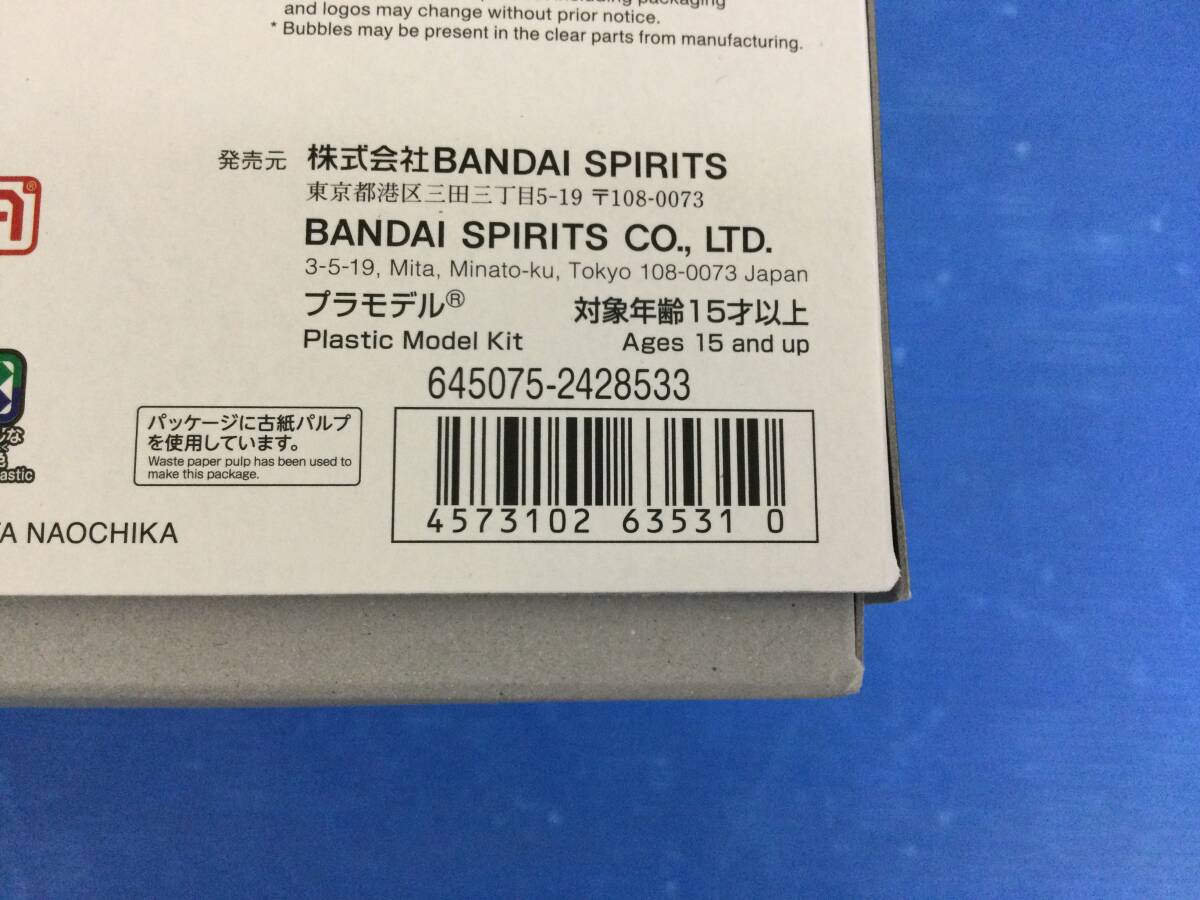 including packaging
and logos may change without prior notice.
* Bubbles may be present in the clear parts from manufacturing.
発売元 株式会社BANDAI SPIRITS
東京都港区三田三丁目5-19 〒108-0073
BANDAI SPIRITS CO., LTD.
3-5-19, Mita, Minato-ku, Tokyo 108-0073 Japan
プラモデル® 対象年齢15才以上
Plastic Model Kit Ages 15 and up
645075-2428533
パッケージに古紙パルプ
を使用しています。
Waste paper pulp has been used to
make this package.
4573102 635310
NAOCHIKA